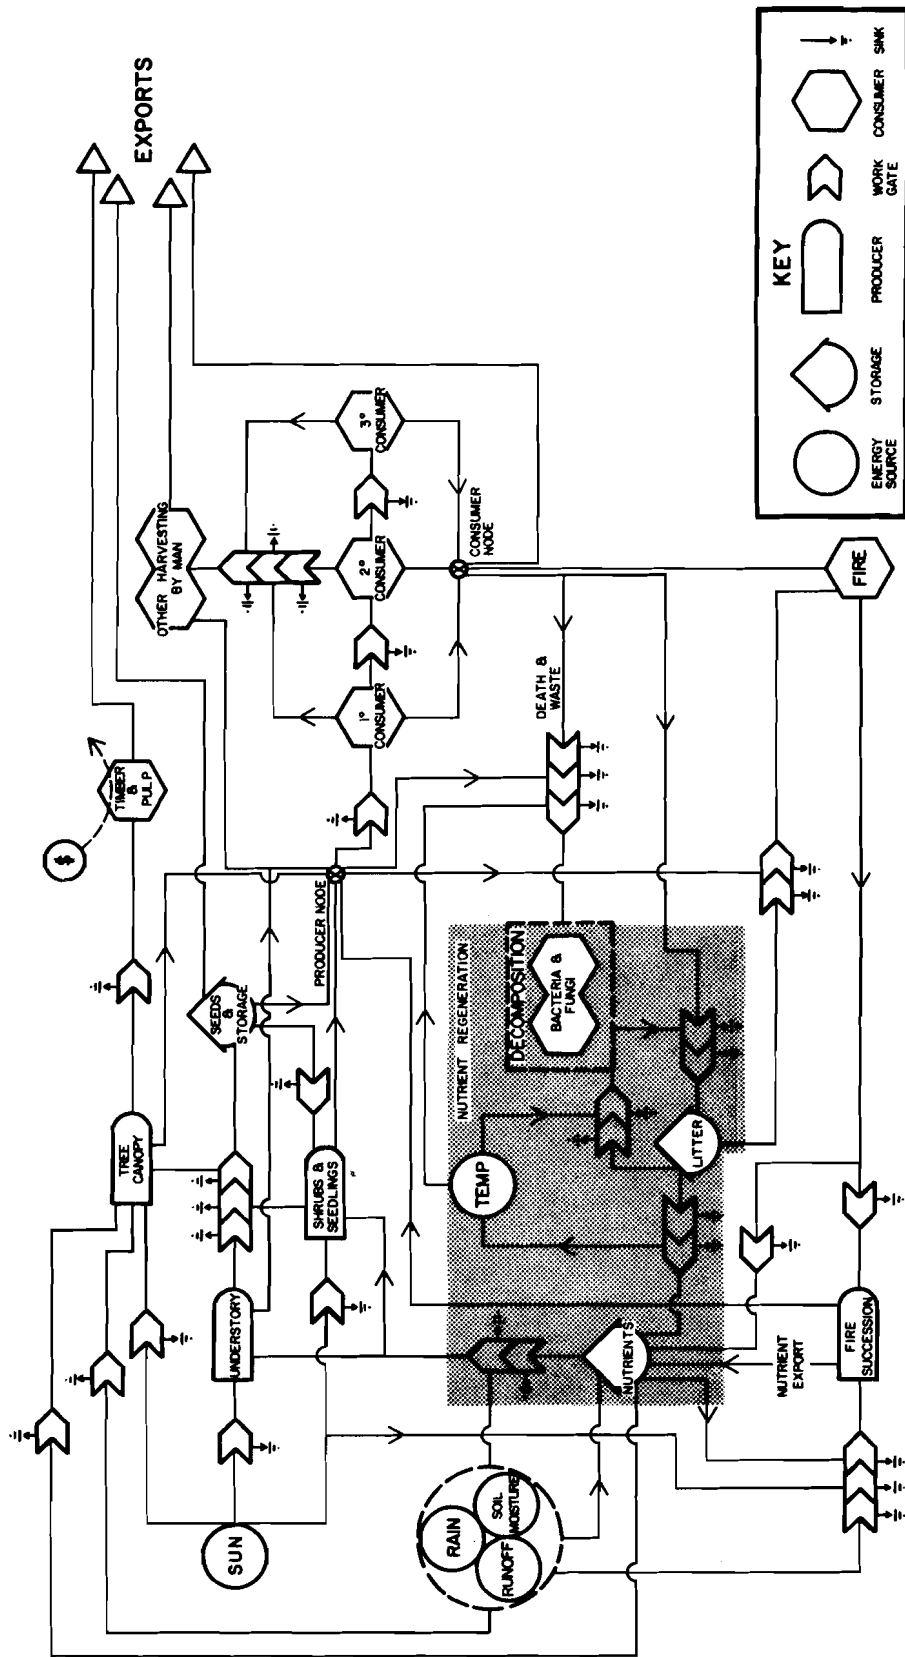 EXPORTS
$
TIMBER
&
PULP
OTHER HARVESTING
BY MAN
TREE
CANOPY
SEEDS
&
STORAGE
UNDERSTORY
SHRUBS &
SEEDLINGS
SUN
PRODUCER NODE
1°
CONSUMER
2°
CONSUMER
3°
CONSUMER
CONSUMER
NODE
DEATH &
WASTE
NUTRIENT REGENERATION
DECOMPOSITION
BACTERIA &
FUNGI
TEMP
LITTER
NUTRIENTS
RAIN
SOIL
MOISTURE
RUNOFF
NUTRIENT
EXPORT
FIRE
SUCCESSION
FIRE
KEY
ENERGY
SOURCE
STORAGE
PRODUCER
WORK
GATE
CONSUMER
SINK